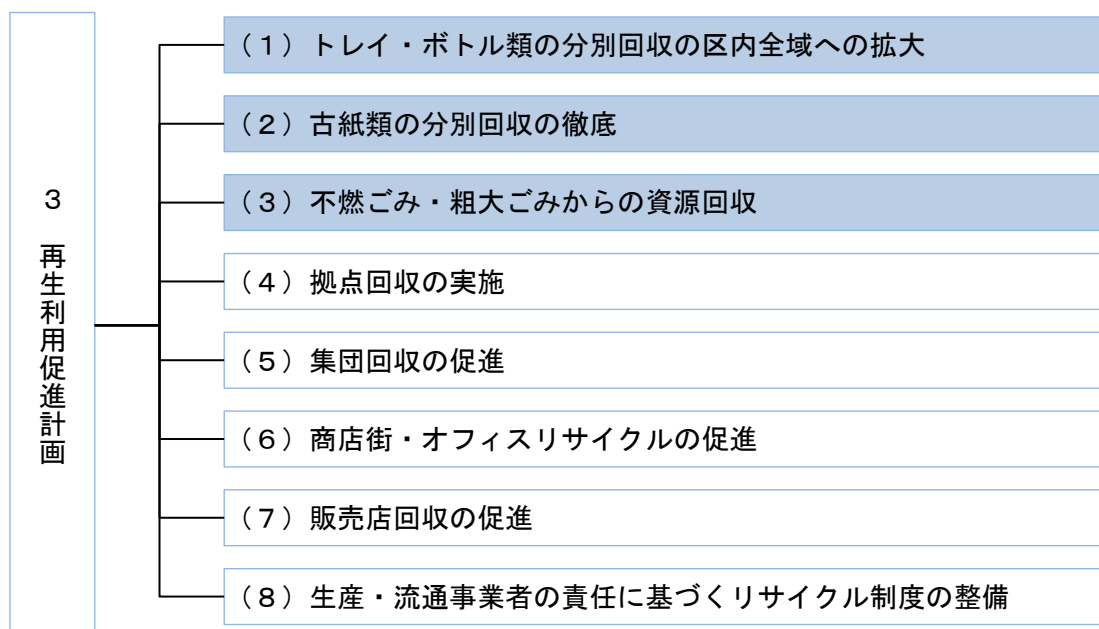 ３　再生利用促進計画
（１）トレイ・ボトル類の分別回収の区内全域への拡大
（２）古紙類の分別回収の徹底
（３）不燃ごみ・粗大ごみからの資源回収
（４）拠点回収の実施
（５）集団回収の促進
（６）商店街・オフィスリサイクルの促進
（７）販売店回収の促進
（８）生産・流通事業者の責任に基づくリサイクル制度の整備